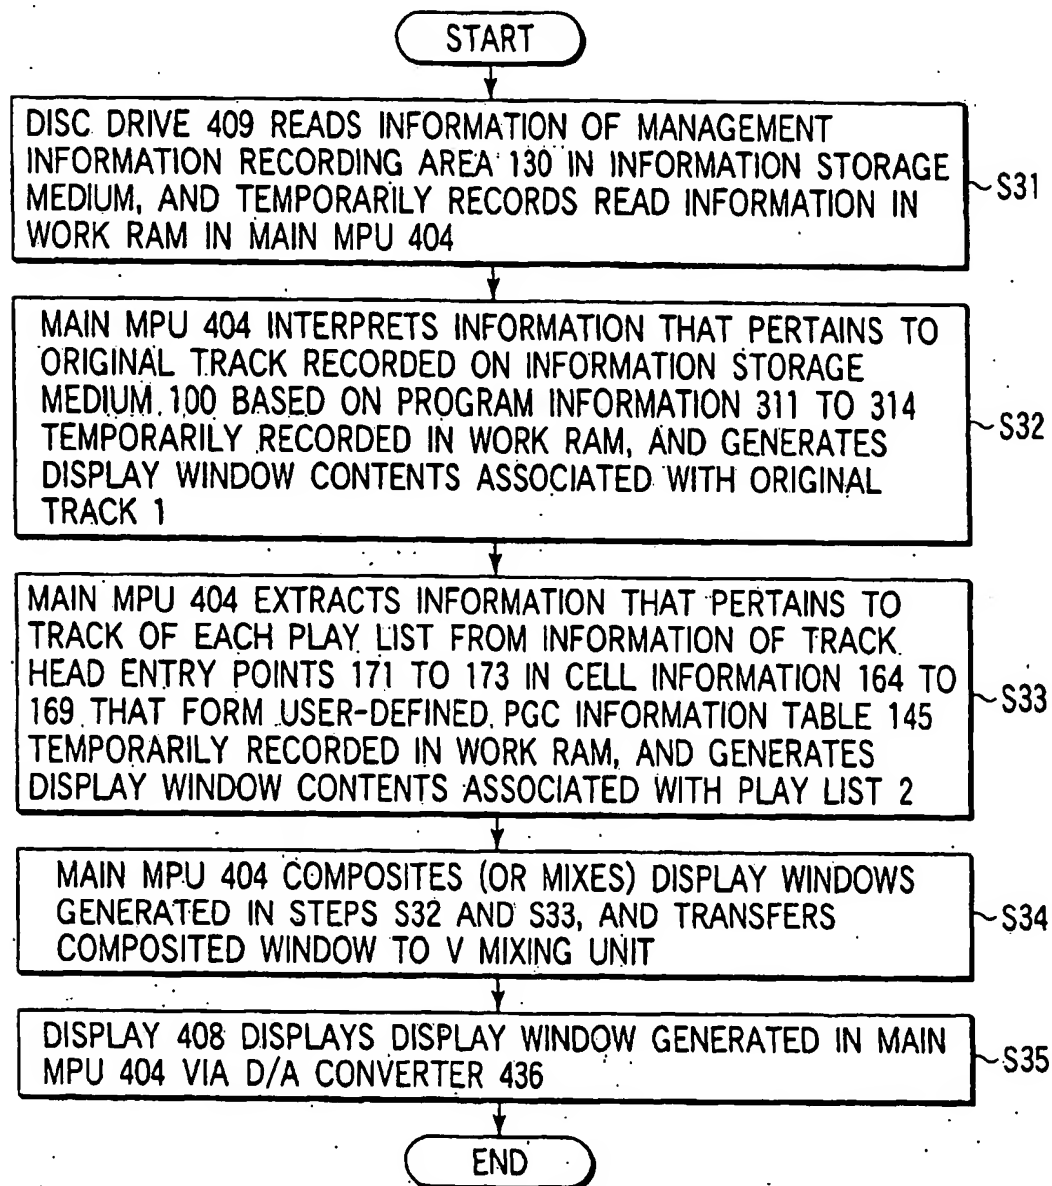 START
DISC DRIVE 409 READS INFORMATION OF MANAGEMENT
INFORMATION RECORDING AREA 130 IN INFORMATION STORAGE
MEDIUM, AND TEMPORARILY RECORDS READ INFORMATION IN
WORK RAM IN MAIN MPU 404
S31
MAIN MPU 404 INTERPRETS INFORMATION THAT PERTAINS TO
ORIGINAL TRACK RECORDED ON INFORMATION STORAGE
MEDIUM 100 BASED ON PROGRAM INFORMATION 311 TO 314
TEMPORARILY RECORDED IN WORK RAM, AND GENERATES
DISPLAY WINDOW CONTENTS ASSOCIATED WITH ORIGINAL
TRACK 1
S32
MAIN MPU 404 EXTRACTS INFORMATION THAT PERTAINS TO
TRACK OF EACH PLAY LIST FROM INFORMATION OF TRACK
HEAD ENTRY POINTS 171 TO 173 IN CELL INFORMATION 164 TO
169 THAT FORM USER-DEFINED PGC INFORMATION TABLE 145
TEMPORARILY RECORDED IN WORK RAM, AND GENERATES
DISPLAY WINDOW CONTENTS ASSOCIATED WITH PLAY LIST 2
S33
MAIN MPU 404 COMPOSITES (OR MIXES) DISPLAY WINDOWS
GENERATED IN STEPS S32 AND S33, AND TRANSFERS
COMPOSITED WINDOW TO V MIXING UNIT
S34
DISPLAY 408 DISPLAYS DISPLAY WINDOW GENERATED IN MAIN
MPU 404 VIA D/A CONVERTER 436
S35
END